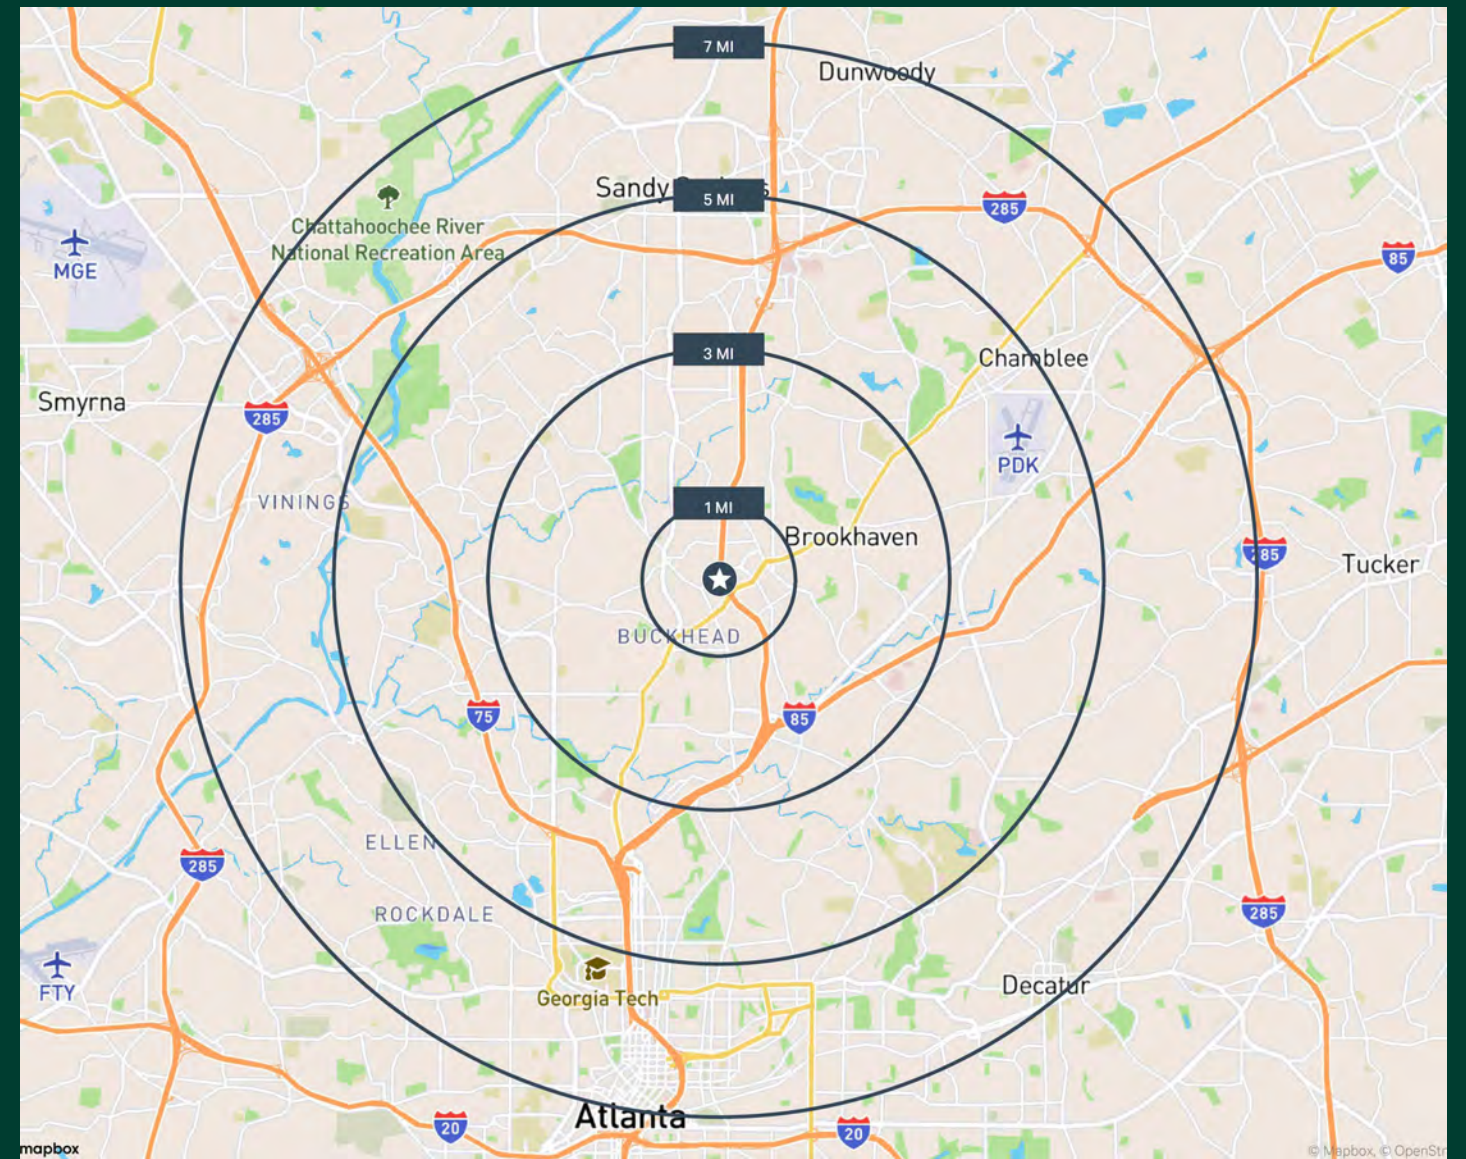 7 MI
Dunwoody
Sandy
s
5 MI
285
Chattahoochee River
National Recreation Area
MGE
85
3 MI
Chamblee
Smyrna
285
PDK
VININGS
1 MI
Brookhaven
285
Tucker
BUCKHEAD
75
85
ELLEN
285
ROCKDALE
285
FTY
Georgia Tech
Decatur
Atlanta
20
20
mapbox
© Mapbox, © OpenStr